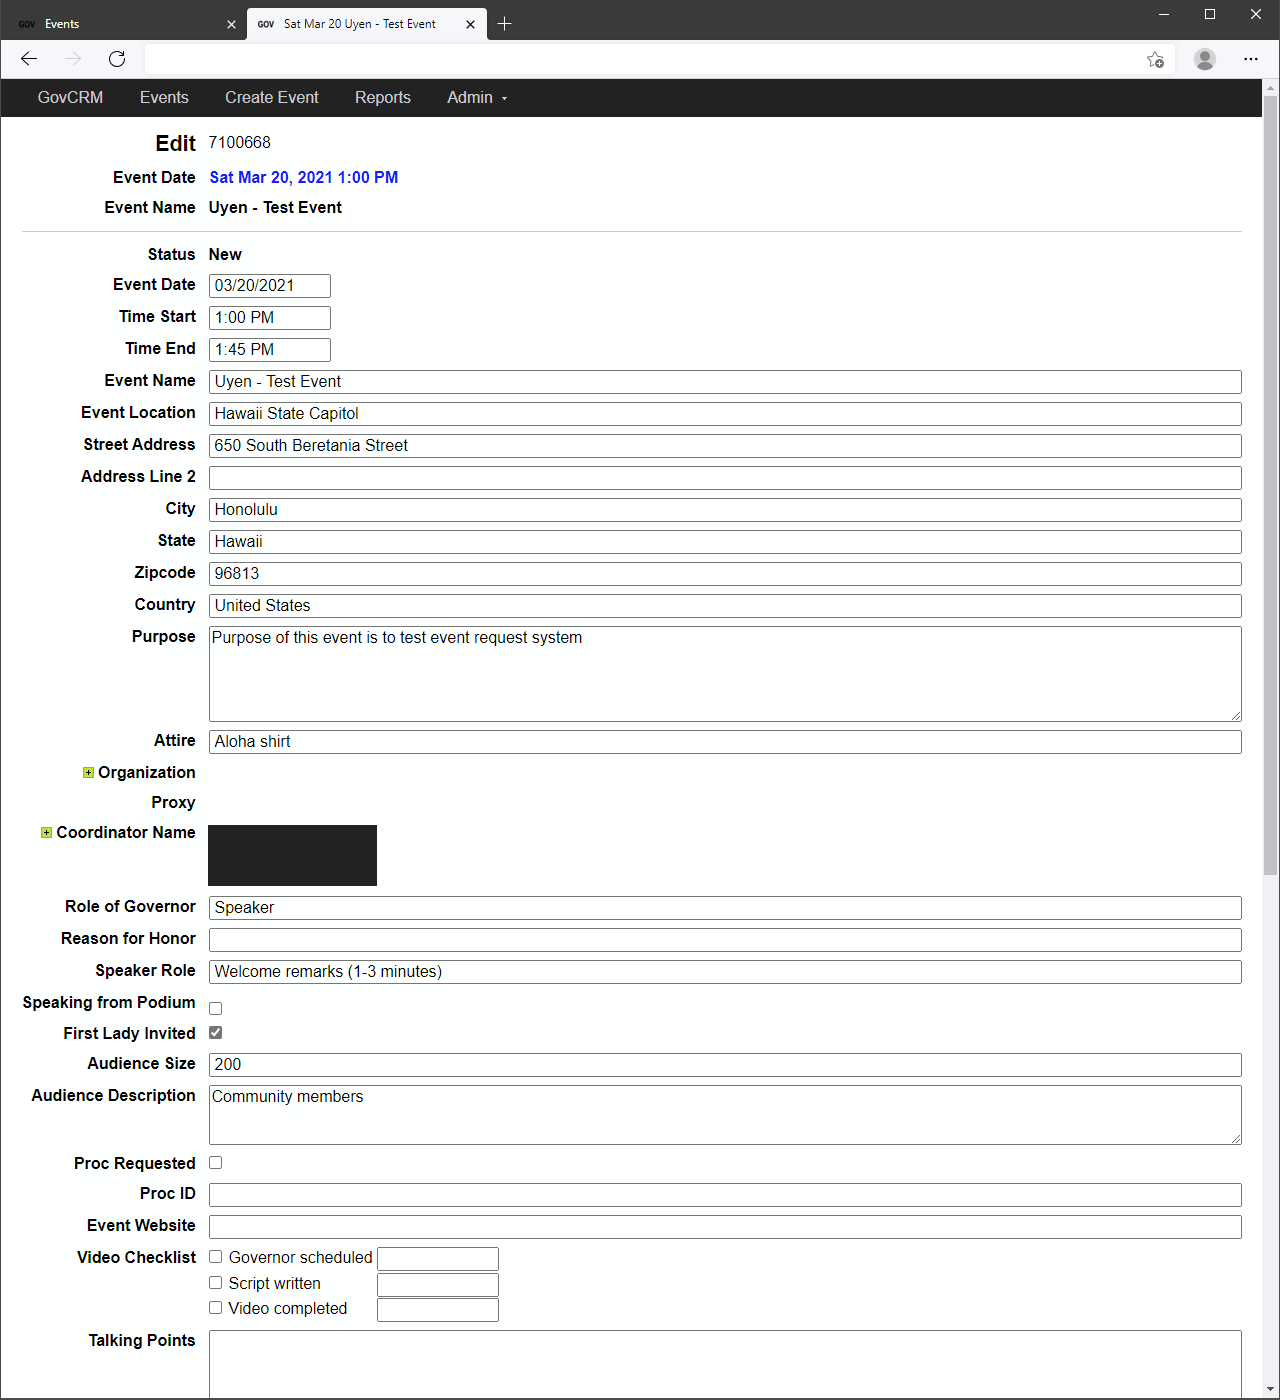 GOV Events
GOV Sat Mar 20 Uyen - Test Event
GovCRM Events Create Event Reports Admin
Edit 7100668
Event Date Sat Mar 20, 2021 1:00 PM
Event Name Uyen - Test Event
Status New
Event Date 03/20/2021
Time Start 1:00 PM
Time End 1:45 PM
Event Name Uyen - Test Event
Event Location Hawaii State Capitol
Street Address 650 South Beretania Street
Address Line 2
City Honolulu
State Hawaii
Zipcode 96813
Country United States
Purpose Purpose of this event is to test event request system
Attire Aloha shirt
Organization
Proxy
Coordinator Name
Role of Governor Speaker
Reason for Honor
Speaker Role Welcome remarks (1-3 minutes)
Speaking from Podium
First Lady Invited
Audience Size 200
Audience Description Community members
Proc Requested
Proc ID
Event Website
Video Checklist Governor scheduled
Script written
Video completed
Talking Points